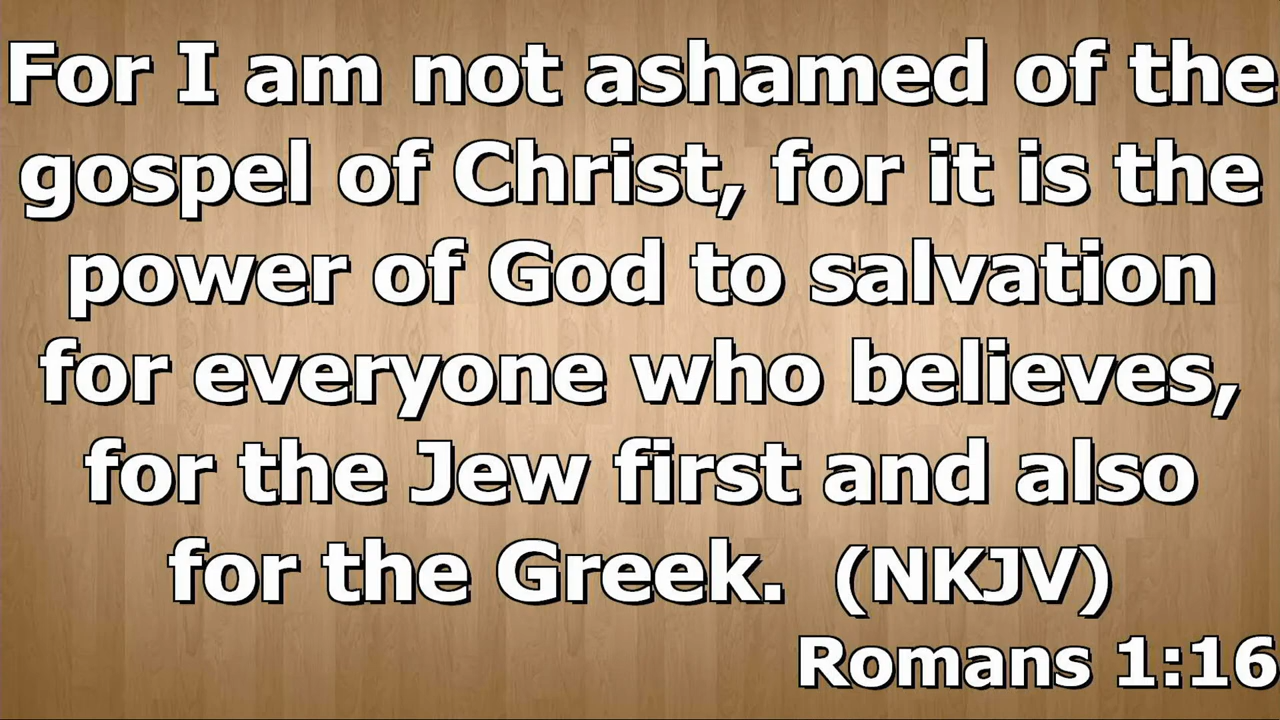 For I am not ashamed of the
gospel of Christ, for it is the
power of God to salvation
for everyone who believes,
for the Jew first and also
for the Greek.  (NKJV)
Romans 1:16